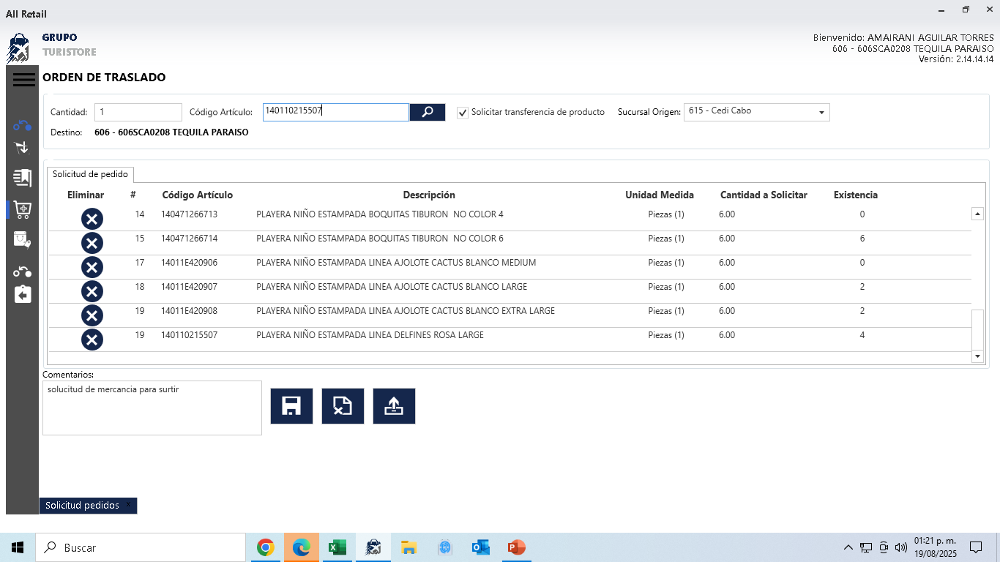 All Retail
GRUPO
TURISTORE
Bienvenido: AMAIRANI AGUILAR TORRES
606 - 606SCA0208 TEQUILA PARAISO
Versión: 2.14.14.14
ORDEN DE TRASLADO
Cantidad: 1 Código Artículo: 140110215507 Solicitar transferencia de producto Sucursal Origen: 615 - Cedi Cabo
Destino: 606 - 606SCA0208 TEQUILA PARAISO
Solicitud de pedido
Eliminar # Código Artículo Descripción Unidad Medida Cantidad a Solicitar Existencia
14 140471266713 PLAYERA NIÑO ESTAMPADA BOQUITAS TIBURON NO COLOR 4 Piezas (1) 6.00 0
15 140471266714 PLAYERA NIÑO ESTAMPADA BOQUITAS TIBURON NO COLOR 6 Piezas (1) 6.00 6
17 14011E420906 PLAYERA NIÑO ESTAMPADA LINEA AJOLOTE CACTUS BLANCO MEDIUM Piezas (1) 6.00 0
18 14011E420907 PLAYERA NIÑO ESTAMPADA LINEA AJOLOTE CACTUS BLANCO LARGE Piezas (1) 6.00 2
19 14011E420908 PLAYERA NIÑO ESTAMPADA LINEA AJOLOTE CACTUS BLANCO EXTRA LARGE Piezas (1) 6.00 2
19 140110215507 PLAYERA NIÑO ESTAMPADA LINEA DELFINES ROSA LARGE Piezas (1) 6.00 4
Comentarios:
solucitud de mercancia para surtir
Solicitud pedidos x
Buscar
01:21 p. m.
19/08/2025